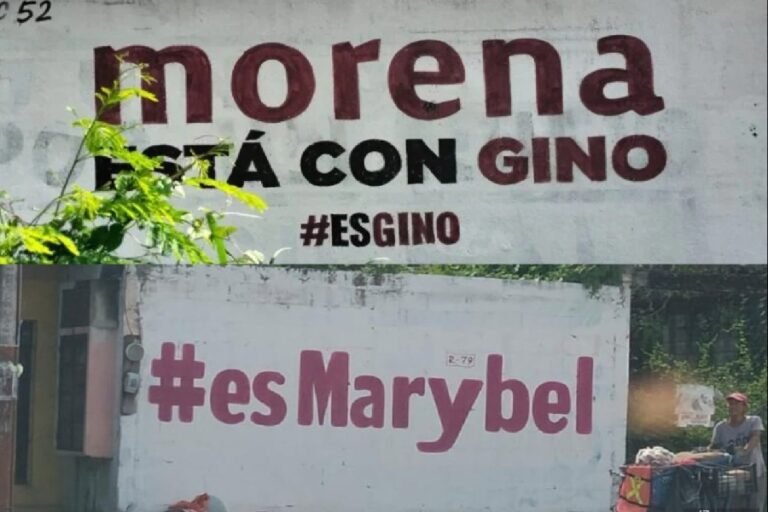 52
morena
ESTÁ CON GINO
#ESGINO
R-79
#esMarybel